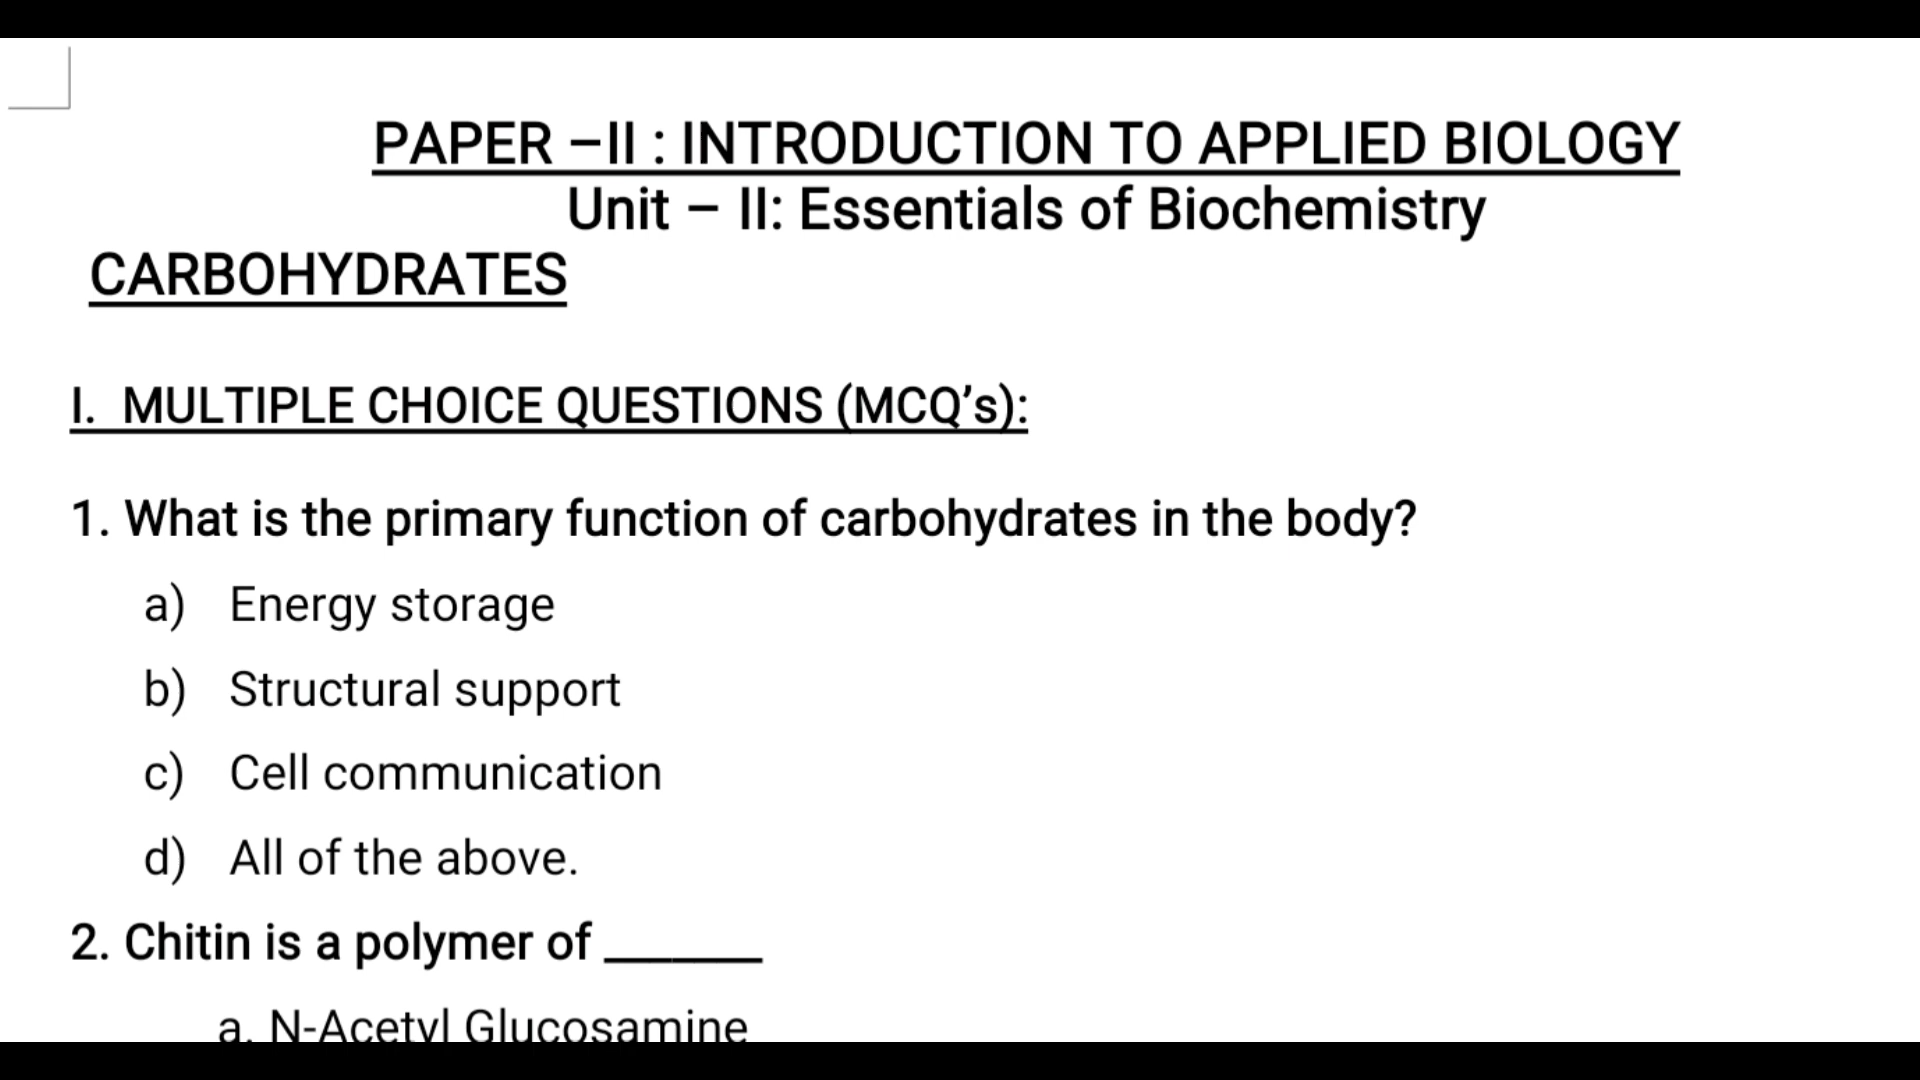 PAPER –II : INTRODUCTION TO APPLIED BIOLOGY
Unit – II: Essentials of Biochemistry
CARBOHYDRATES
I. MULTIPLE CHOICE QUESTIONS (MCQ’s):
1. What is the primary function of carbohydrates in the body?
a) Energy storage
b) Structural support
c) Cell communication
d) All of the above.
2. Chitin is a polymer of ______
a. N-Acetyl Glucosamine